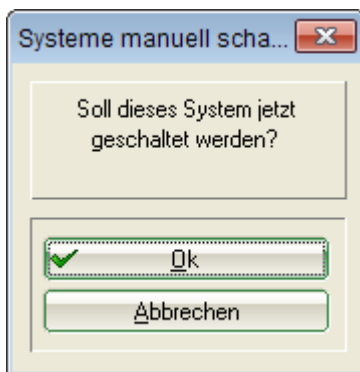 Systeme manuell scha...
Soll dieses System jetzt
geschaltet werden?
Ok
Abbrechen